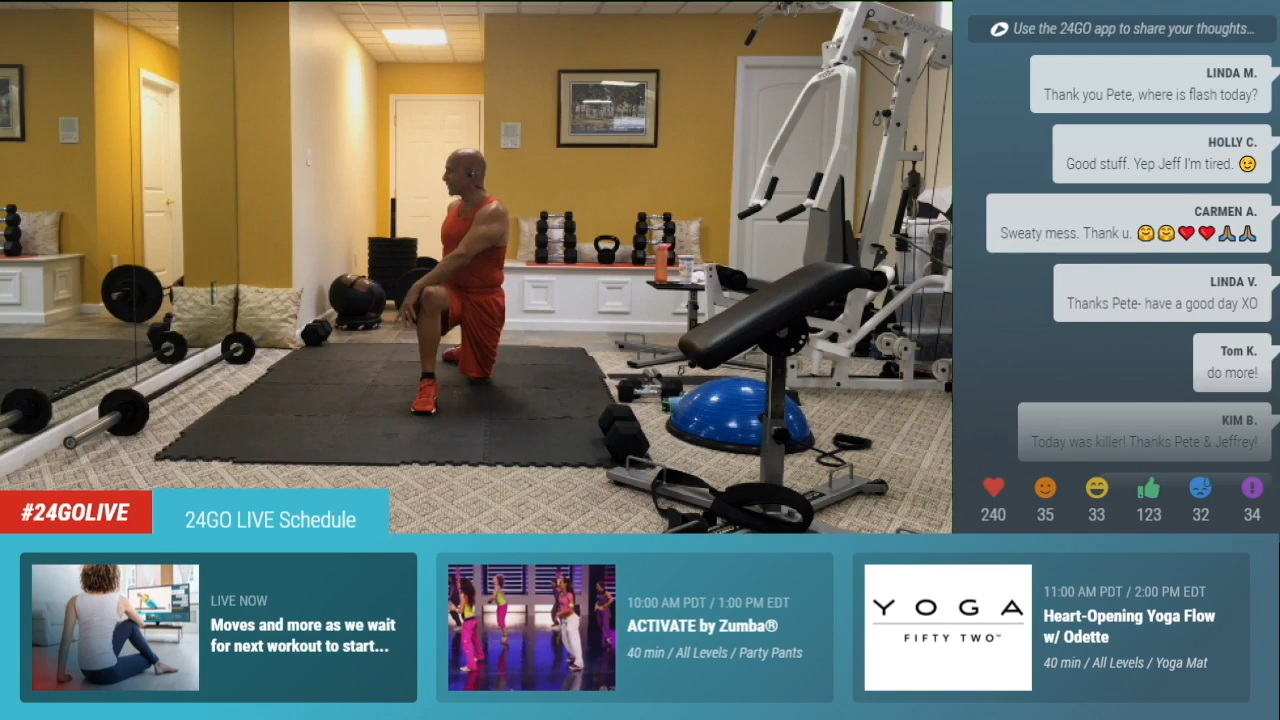 Use the 24GO app to share your thoughts...
LINDA M.
Thank you Pete, where is flash today?
HOLLY C.
Good stuff. Yep Jeff I'm tired. 😉
CARMEN A.
Sweaty mess. Thank u. 🤗🤗❤️❤️🙏🙏
LINDA V.
Thanks Pete- have a good day XO
Tom K.
do more!
KIM B.
Today was killer! Thanks Pete & Jeffrey!
240 35 33 123 32 34
#24GOLIVE
24GO LIVE Schedule
LIVE NOW
Moves and more as we wait
for next workout to start...
10:00 AM PDT / 1:00 PM EDT
ACTIVATE by Zumba®
40 min / All Levels / Party Pants
YOGA
FIFTY TWO™
11:00 AM PDT / 2:00 PM EDT
Heart-Opening Yoga Flow
w/ Odette
40 min / All Levels / Yoga Mat